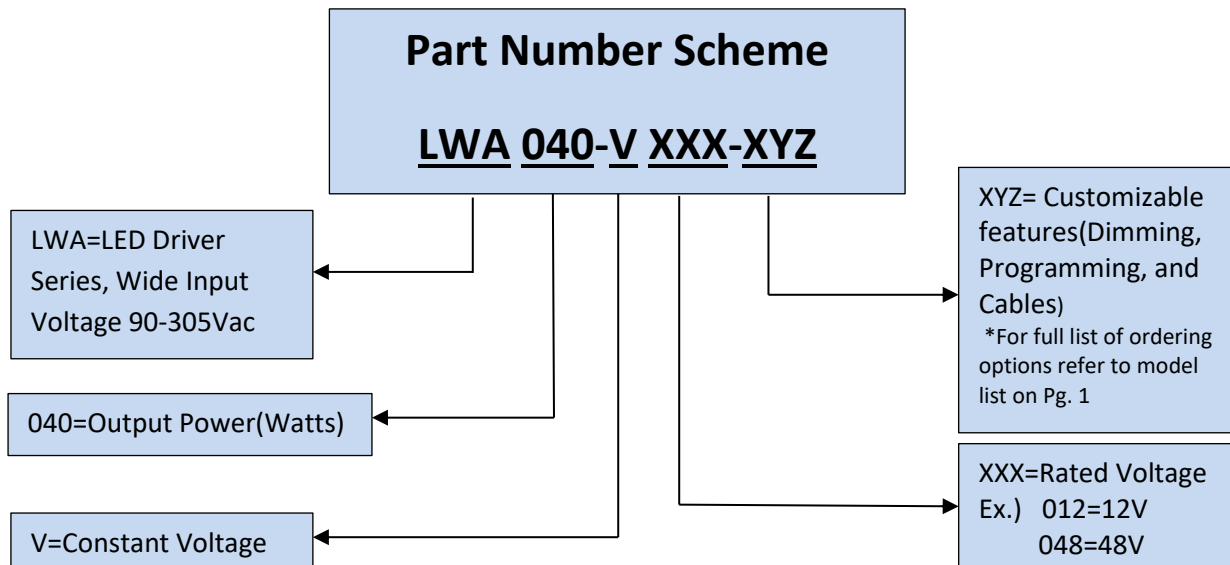 Part Number Scheme
LWA 040-V XXX-XYZ
LWA=LED Driver
Series, Wide Input
Voltage 90-305Vac
040=Output Power(Watts)
V=Constant Voltage
XYZ= Customizable
features(Dimming,
Programming, and
Cables)
*For full list of ordering
options refer to model
list on Pg. 1
XXX=Rated Voltage
Ex.) 012=12V
048=48V